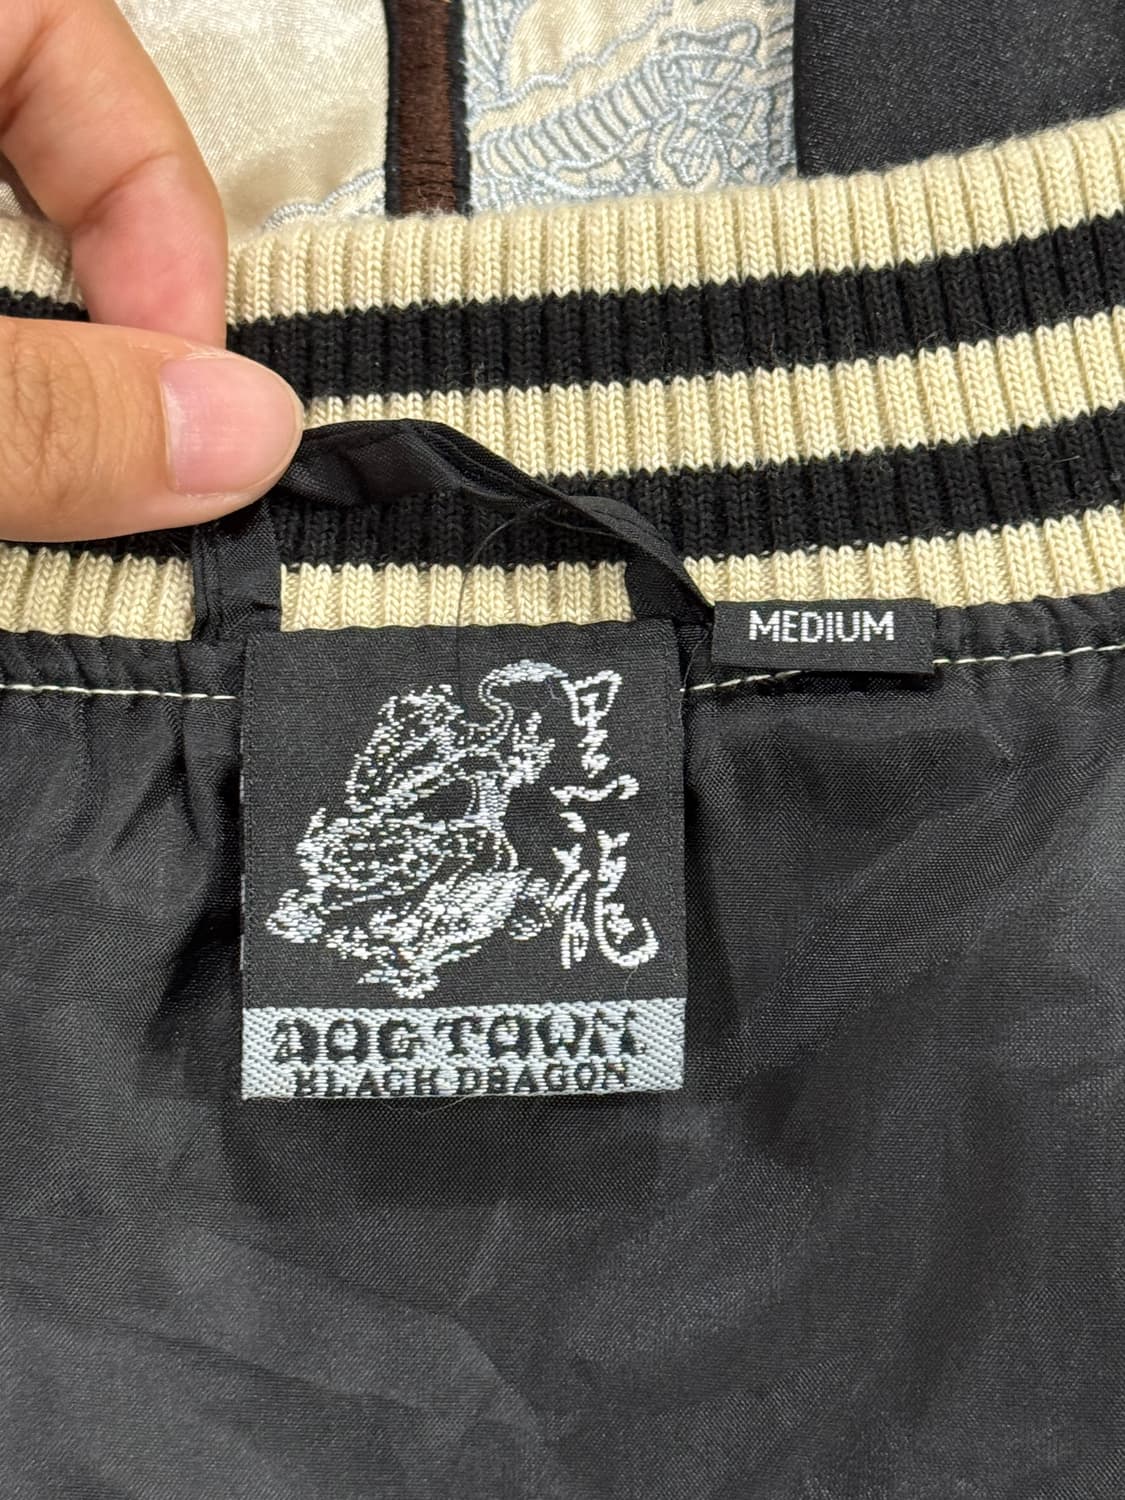 MEDIUM
黒龍
DOG TOWN
BLACK DRAGON